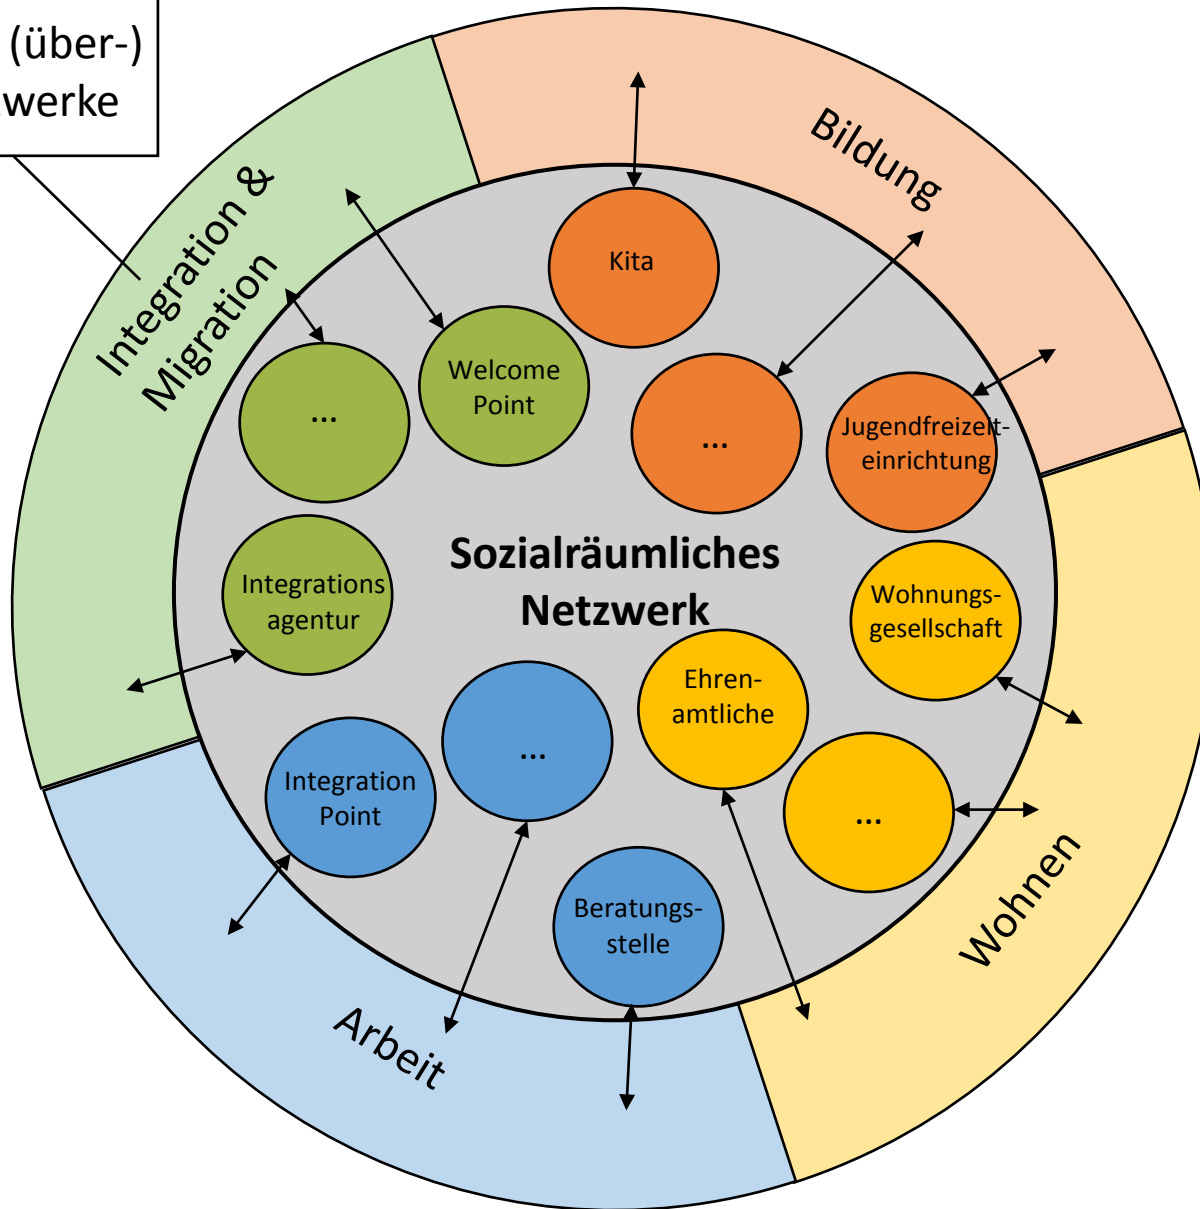 (über-)
werke
Integration &
Migration
Bildung
Kita
Welcome
Point
...
...
Jugendfreizeit-
einrichtung
Sozialräumliches
Netzwerk
Integrations
agentur
Wohnungs-
gesellschaft
Ehren-
amtliche
...
Integration
Point
...
Beratungs-
stelle
Wohnen
Arbeit